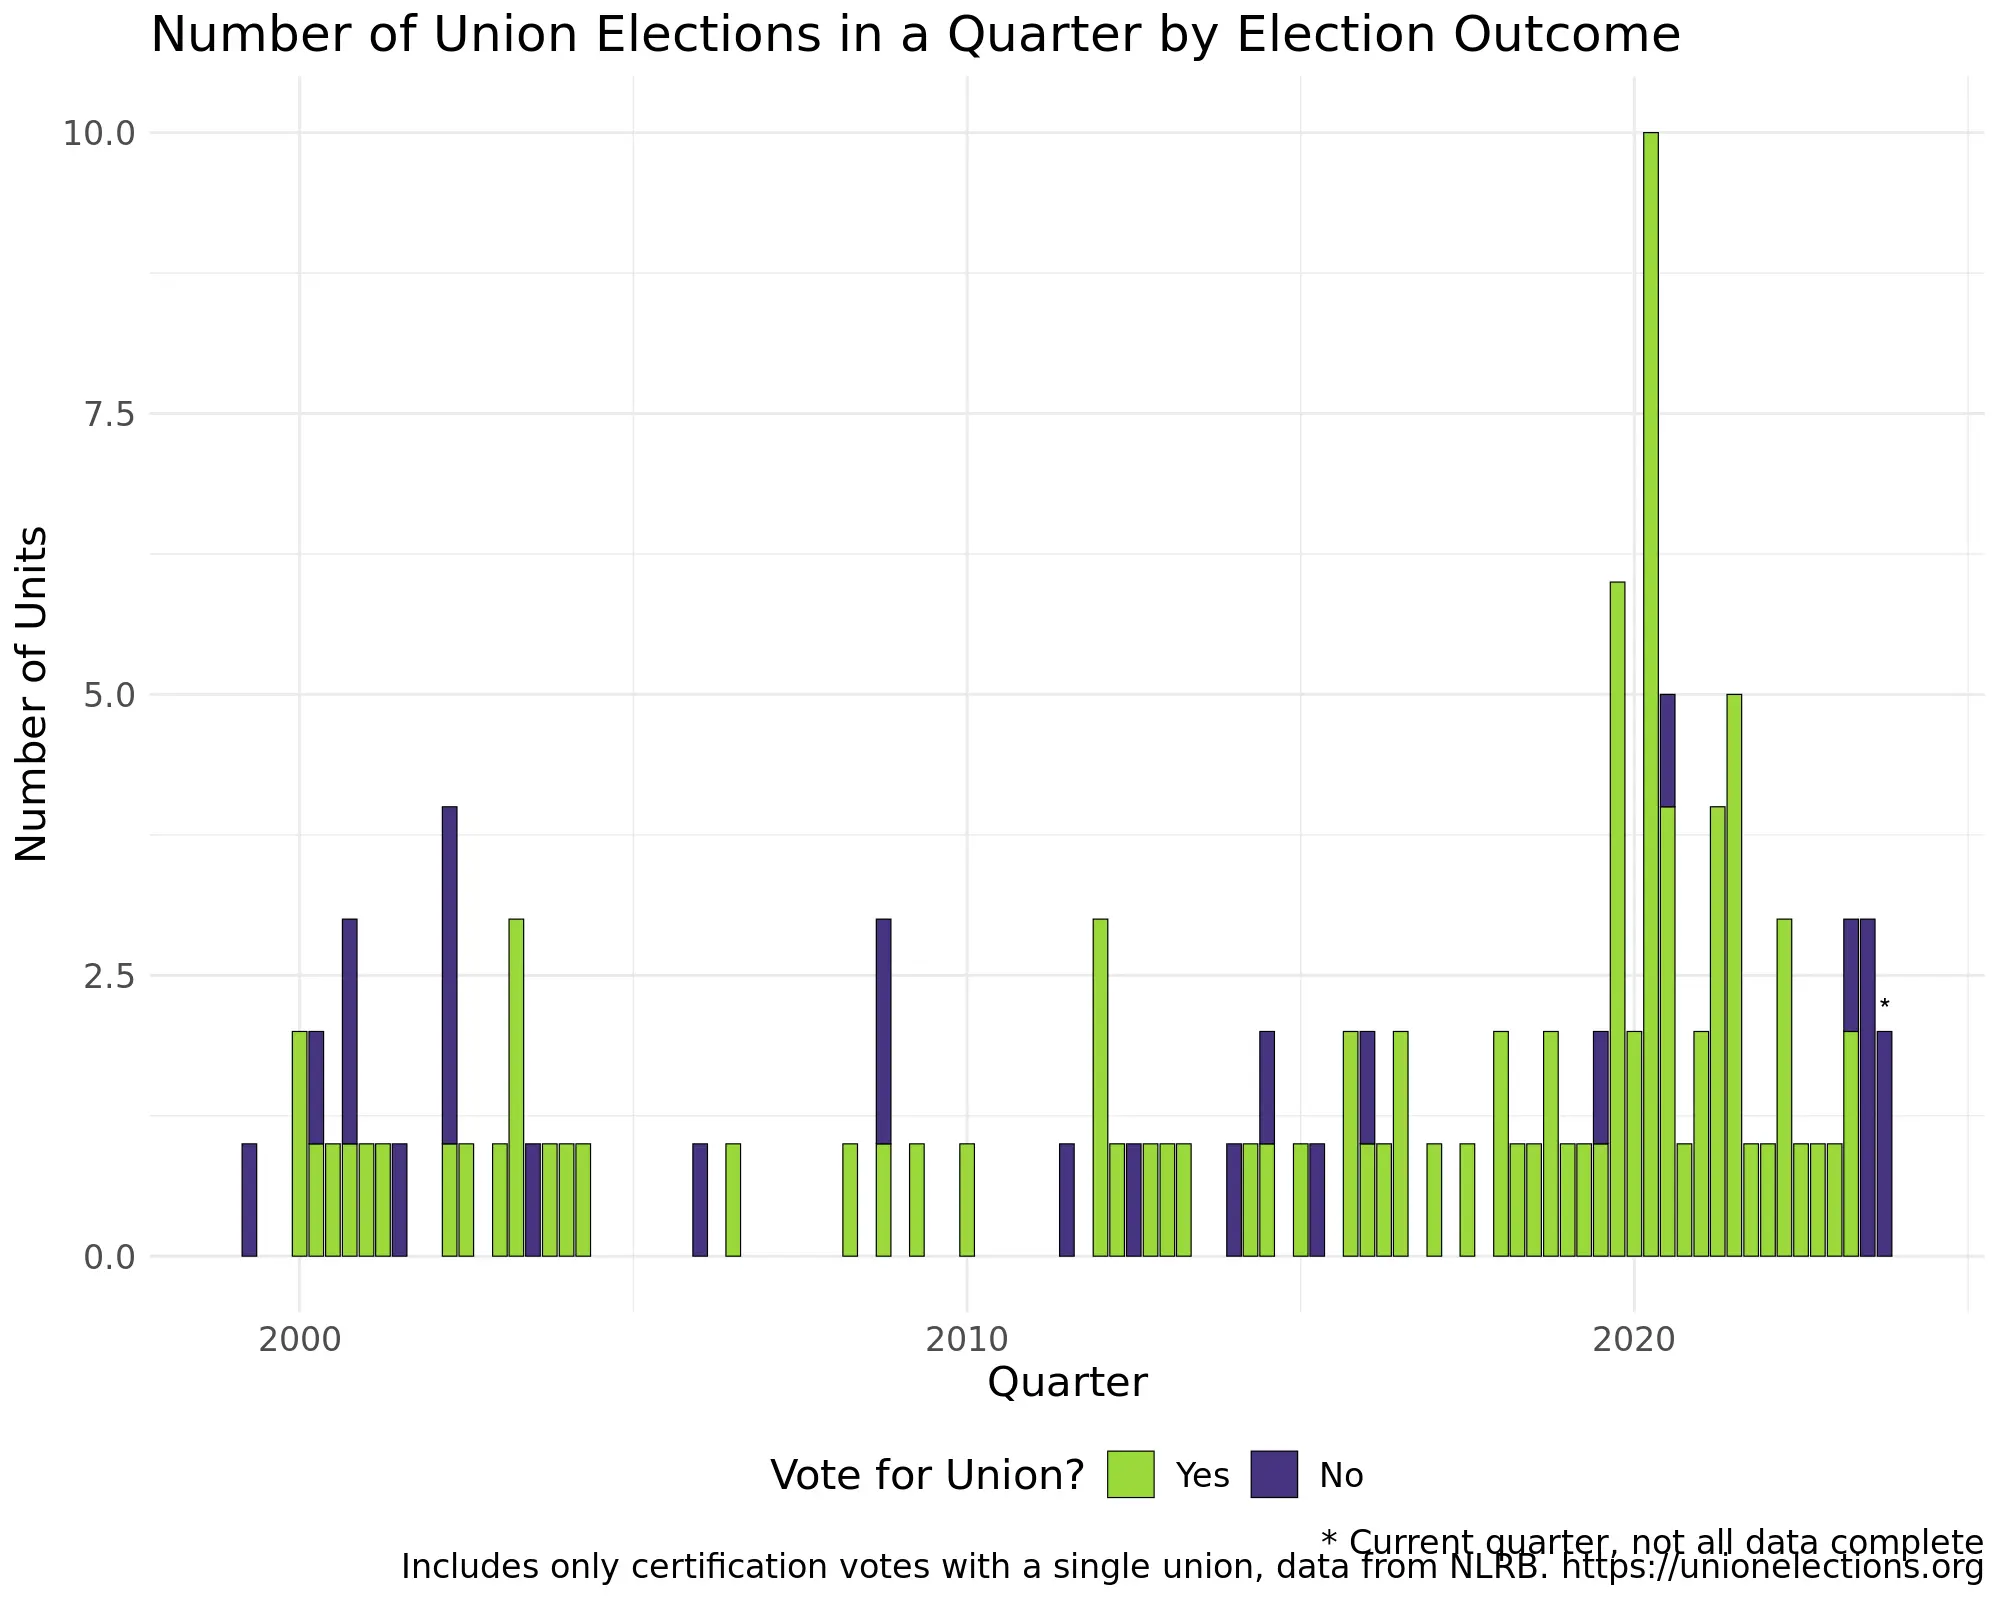 Number of Union Elections in a Quarter by Election Outcome
10.0
7.5
5.0
2.5
0.0
Number of Units
*
2000 2010 2020
Quarter
Vote for Union? Yes No
* Current quarter, not all data complete
Includes only certification votes with a single union, data from NLRB. https://unionelections.org